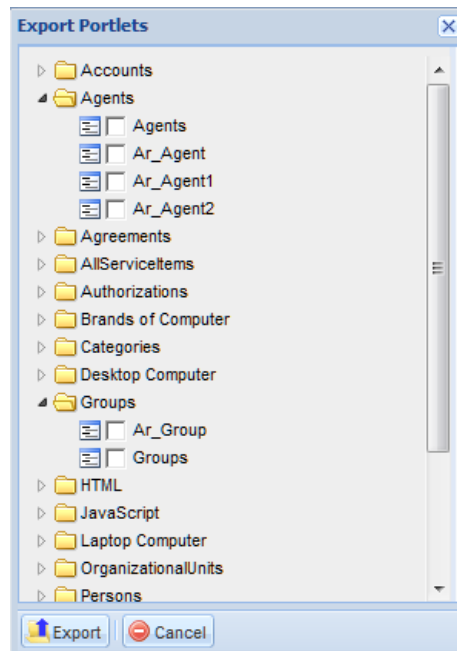 Export Portlets
Accounts
Agents
Agents
Ar_Agent
Ar_Agent1
Ar_Agent2
Agreements
AllServiceItems
Authorizations
Brands of Computer
Categories
Desktop Computer
Groups
Ar_Group
Groups
HTML
JavaScript
Laptop Computer
OrganizationalUnits
Persons
Export Cancel